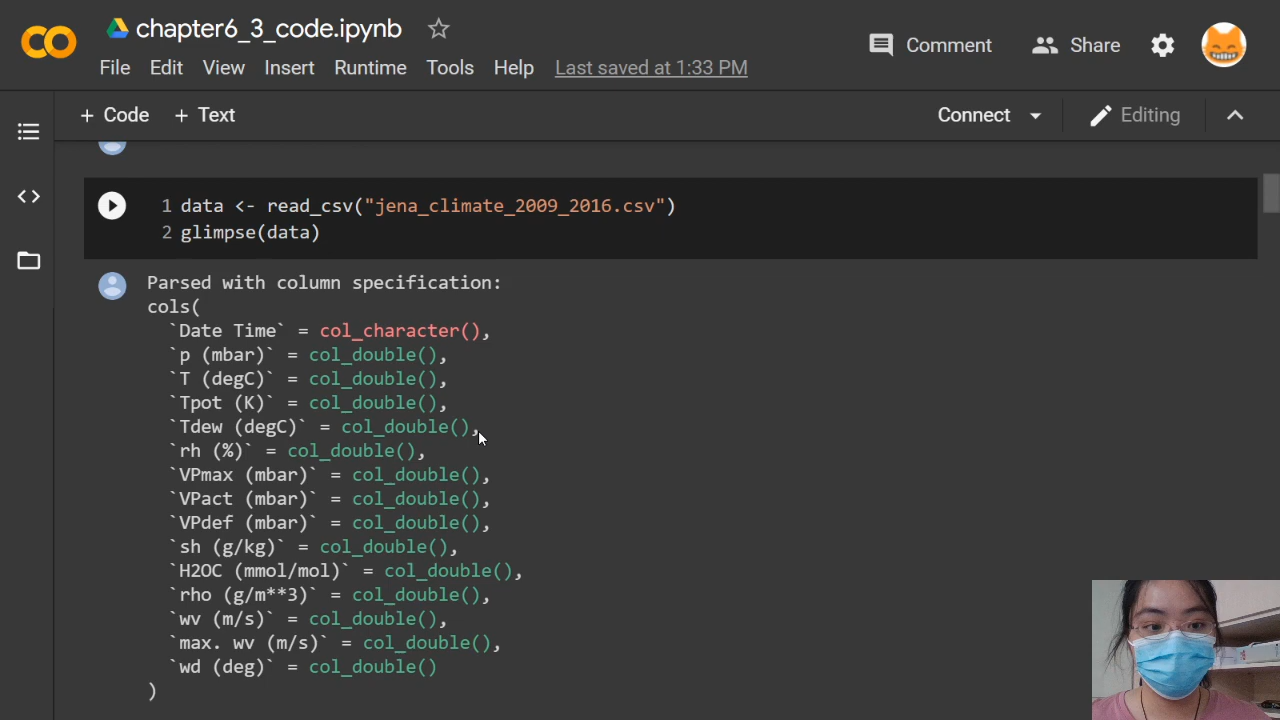 chapter6_3_code.ipynb
Comment
Share
File Edit View Insert Runtime Tools Help Last saved at 1:33 PM
+ Code + Text
Connect
Editing
1 data <- read_csv("jena_climate_2009_2016.csv")
2 glimpse(data)
Parsed with column specification:
cols(
`Date Time` = col_character(),
`p (mbar)` = col_double(),
`T (degC)` = col_double(),
`Tpot (K)` = col_double(),
`Tdew (degC)` = col_double(),
`rh (%)` = col_double(),
`VPmax (mbar)` = col_double(),
`VPact (mbar)` = col_double(),
`VPdef (mbar)` = col_double(),
`sh (g/kg)` = col_double(),
`H2OC (mmol/mol)` = col_double(),
`rho (g/m**3)` = col_double(),
`wv (m/s)` = col_double(),
`max. wv (m/s)` = col_double(),
`wd (deg)` = col_double()
)